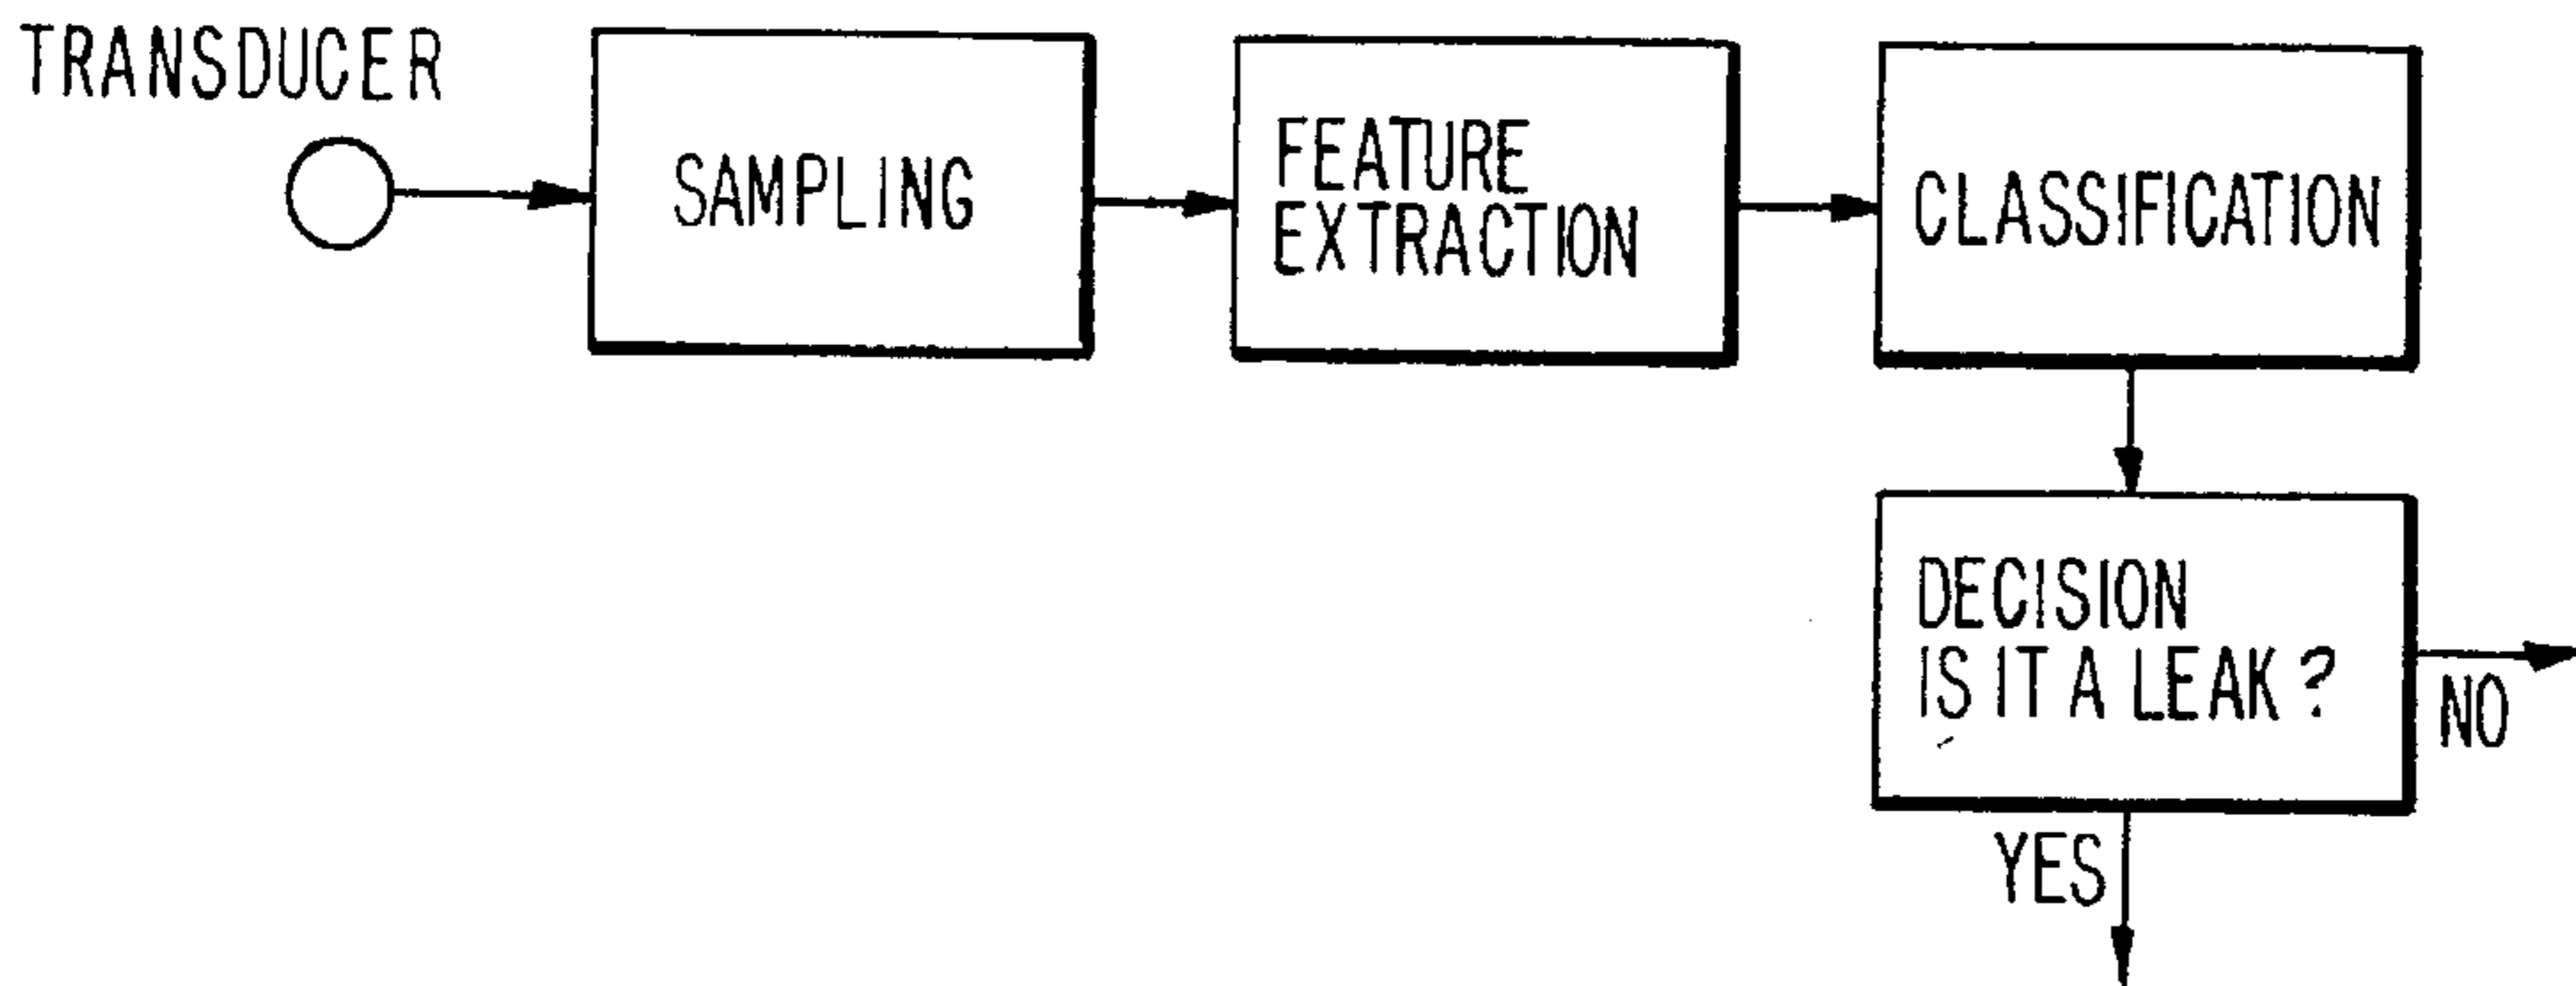 TRANSDUCER
SAMPLING
FEATURE
EXTRACTION
CLASSIFICATION
DECISION
IS IT A LEAK?
NO
YES